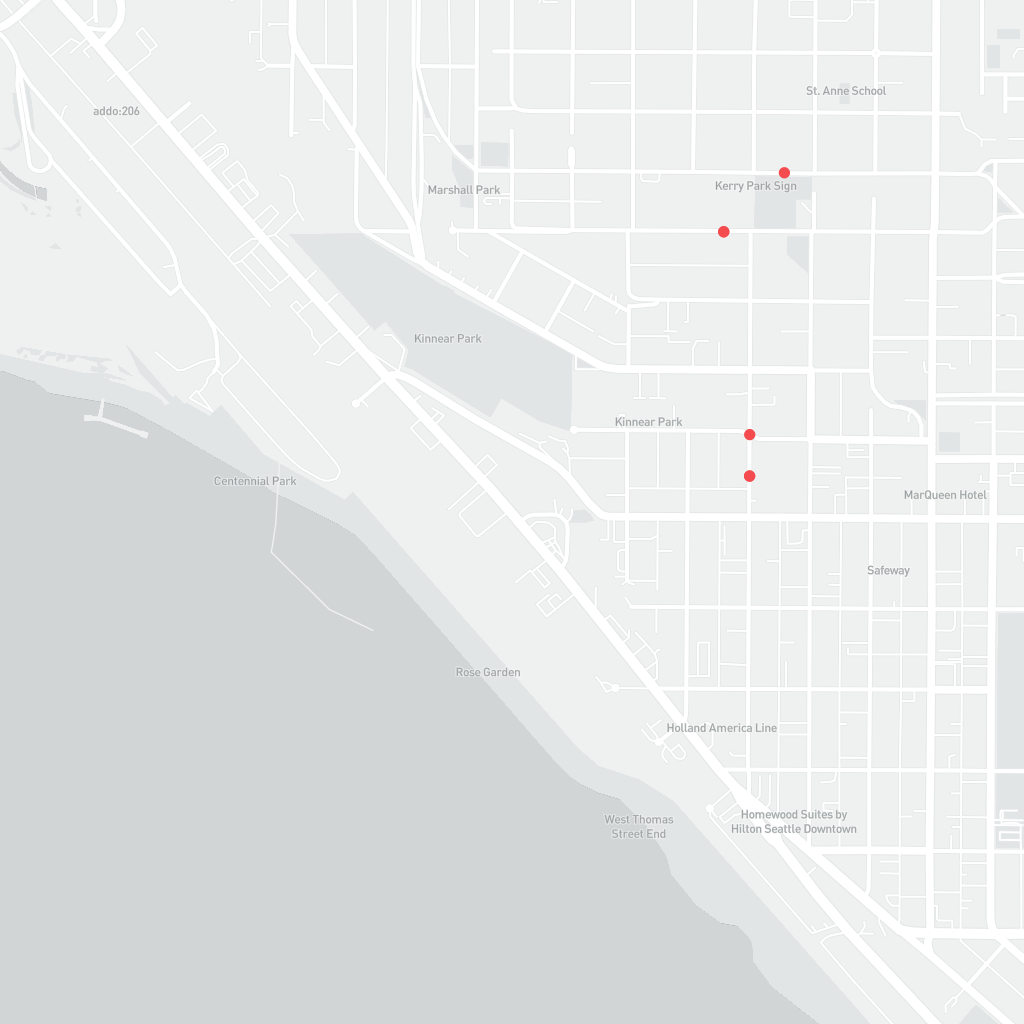 St. Anne School
addo:206
Kerry Park Sign
Marshall Park
Kinnear Park
Kinnear Park
Centennial Park
MarQueen Hotel
Safeway
Rose Garden
Holland America Line
Homewood Suites by
Hilton Seattle Downtown
West Thomas
Street End